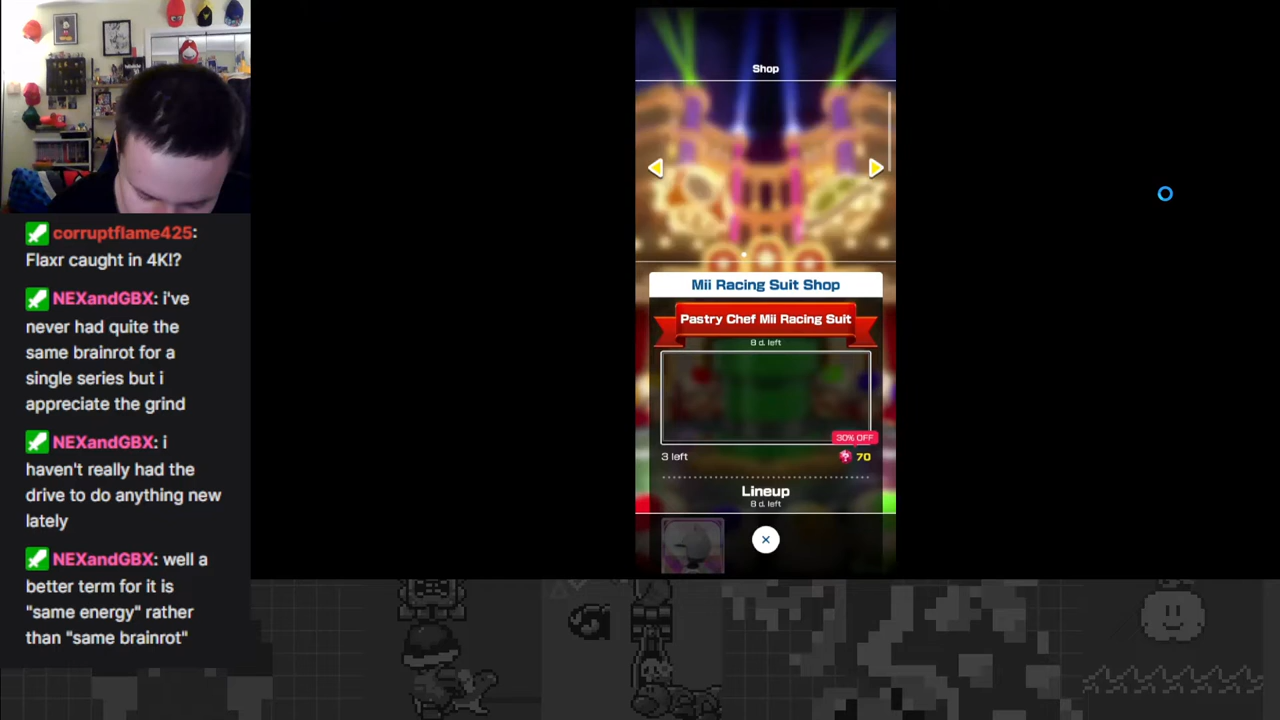 corruptflame425:
Flaxr caught in 4K!?
NEXandGBX: i've
never had quite the
same brainrot for a
single series but i
appreciate the grind
NEXandGBX: i
haven't really had the
drive to do anything new
lately
NEXandGBX: well a
better term for it is
"same energy" rather
than "same brainrot"
Shop
Mii Racing Suit Shop
Pastry Chef Mii Racing Suit
8 d. left
30% OFF
3 left
70
Lineup
8 d. left